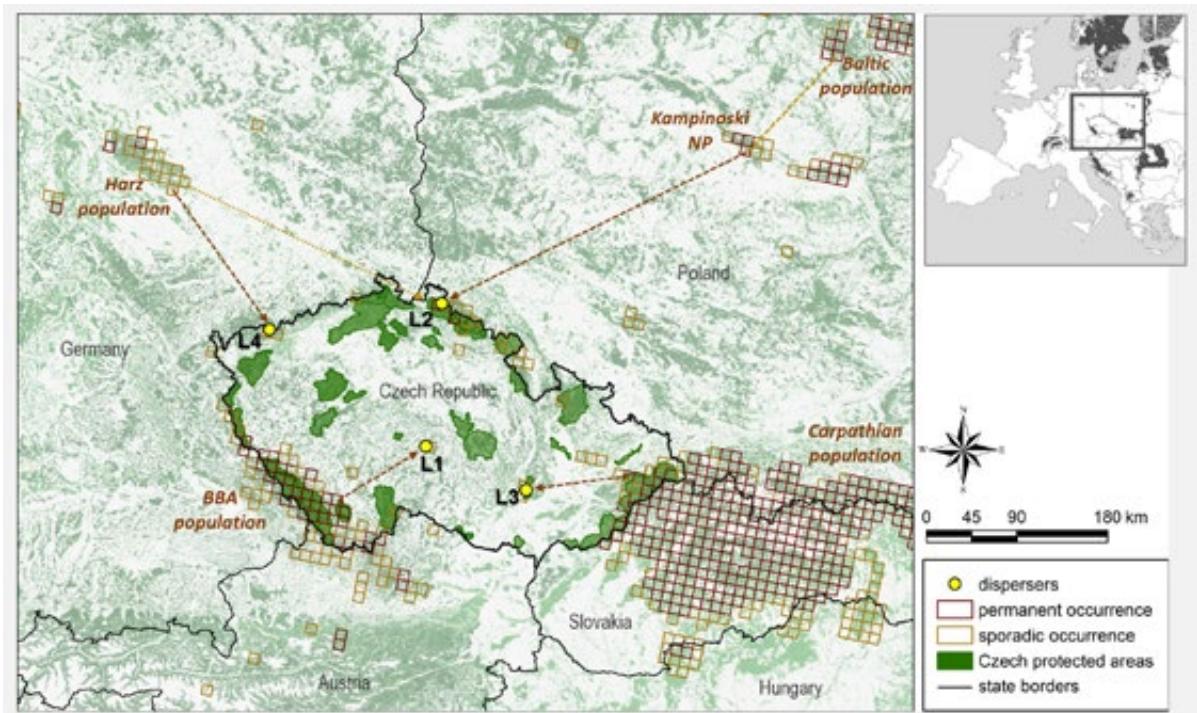 Baltic
population
Kampinoski
NP
Harz
population
Poland
L2
L4
Germany
Czech Republic
Carpathian
population
L1
BBA
population
L3
Slovakia
Austria
Hungary
N
W
E
S
0 45 90 180 km
dispersers
permanent occurrence
sporadic occurrence
Czech protected areas
state borders